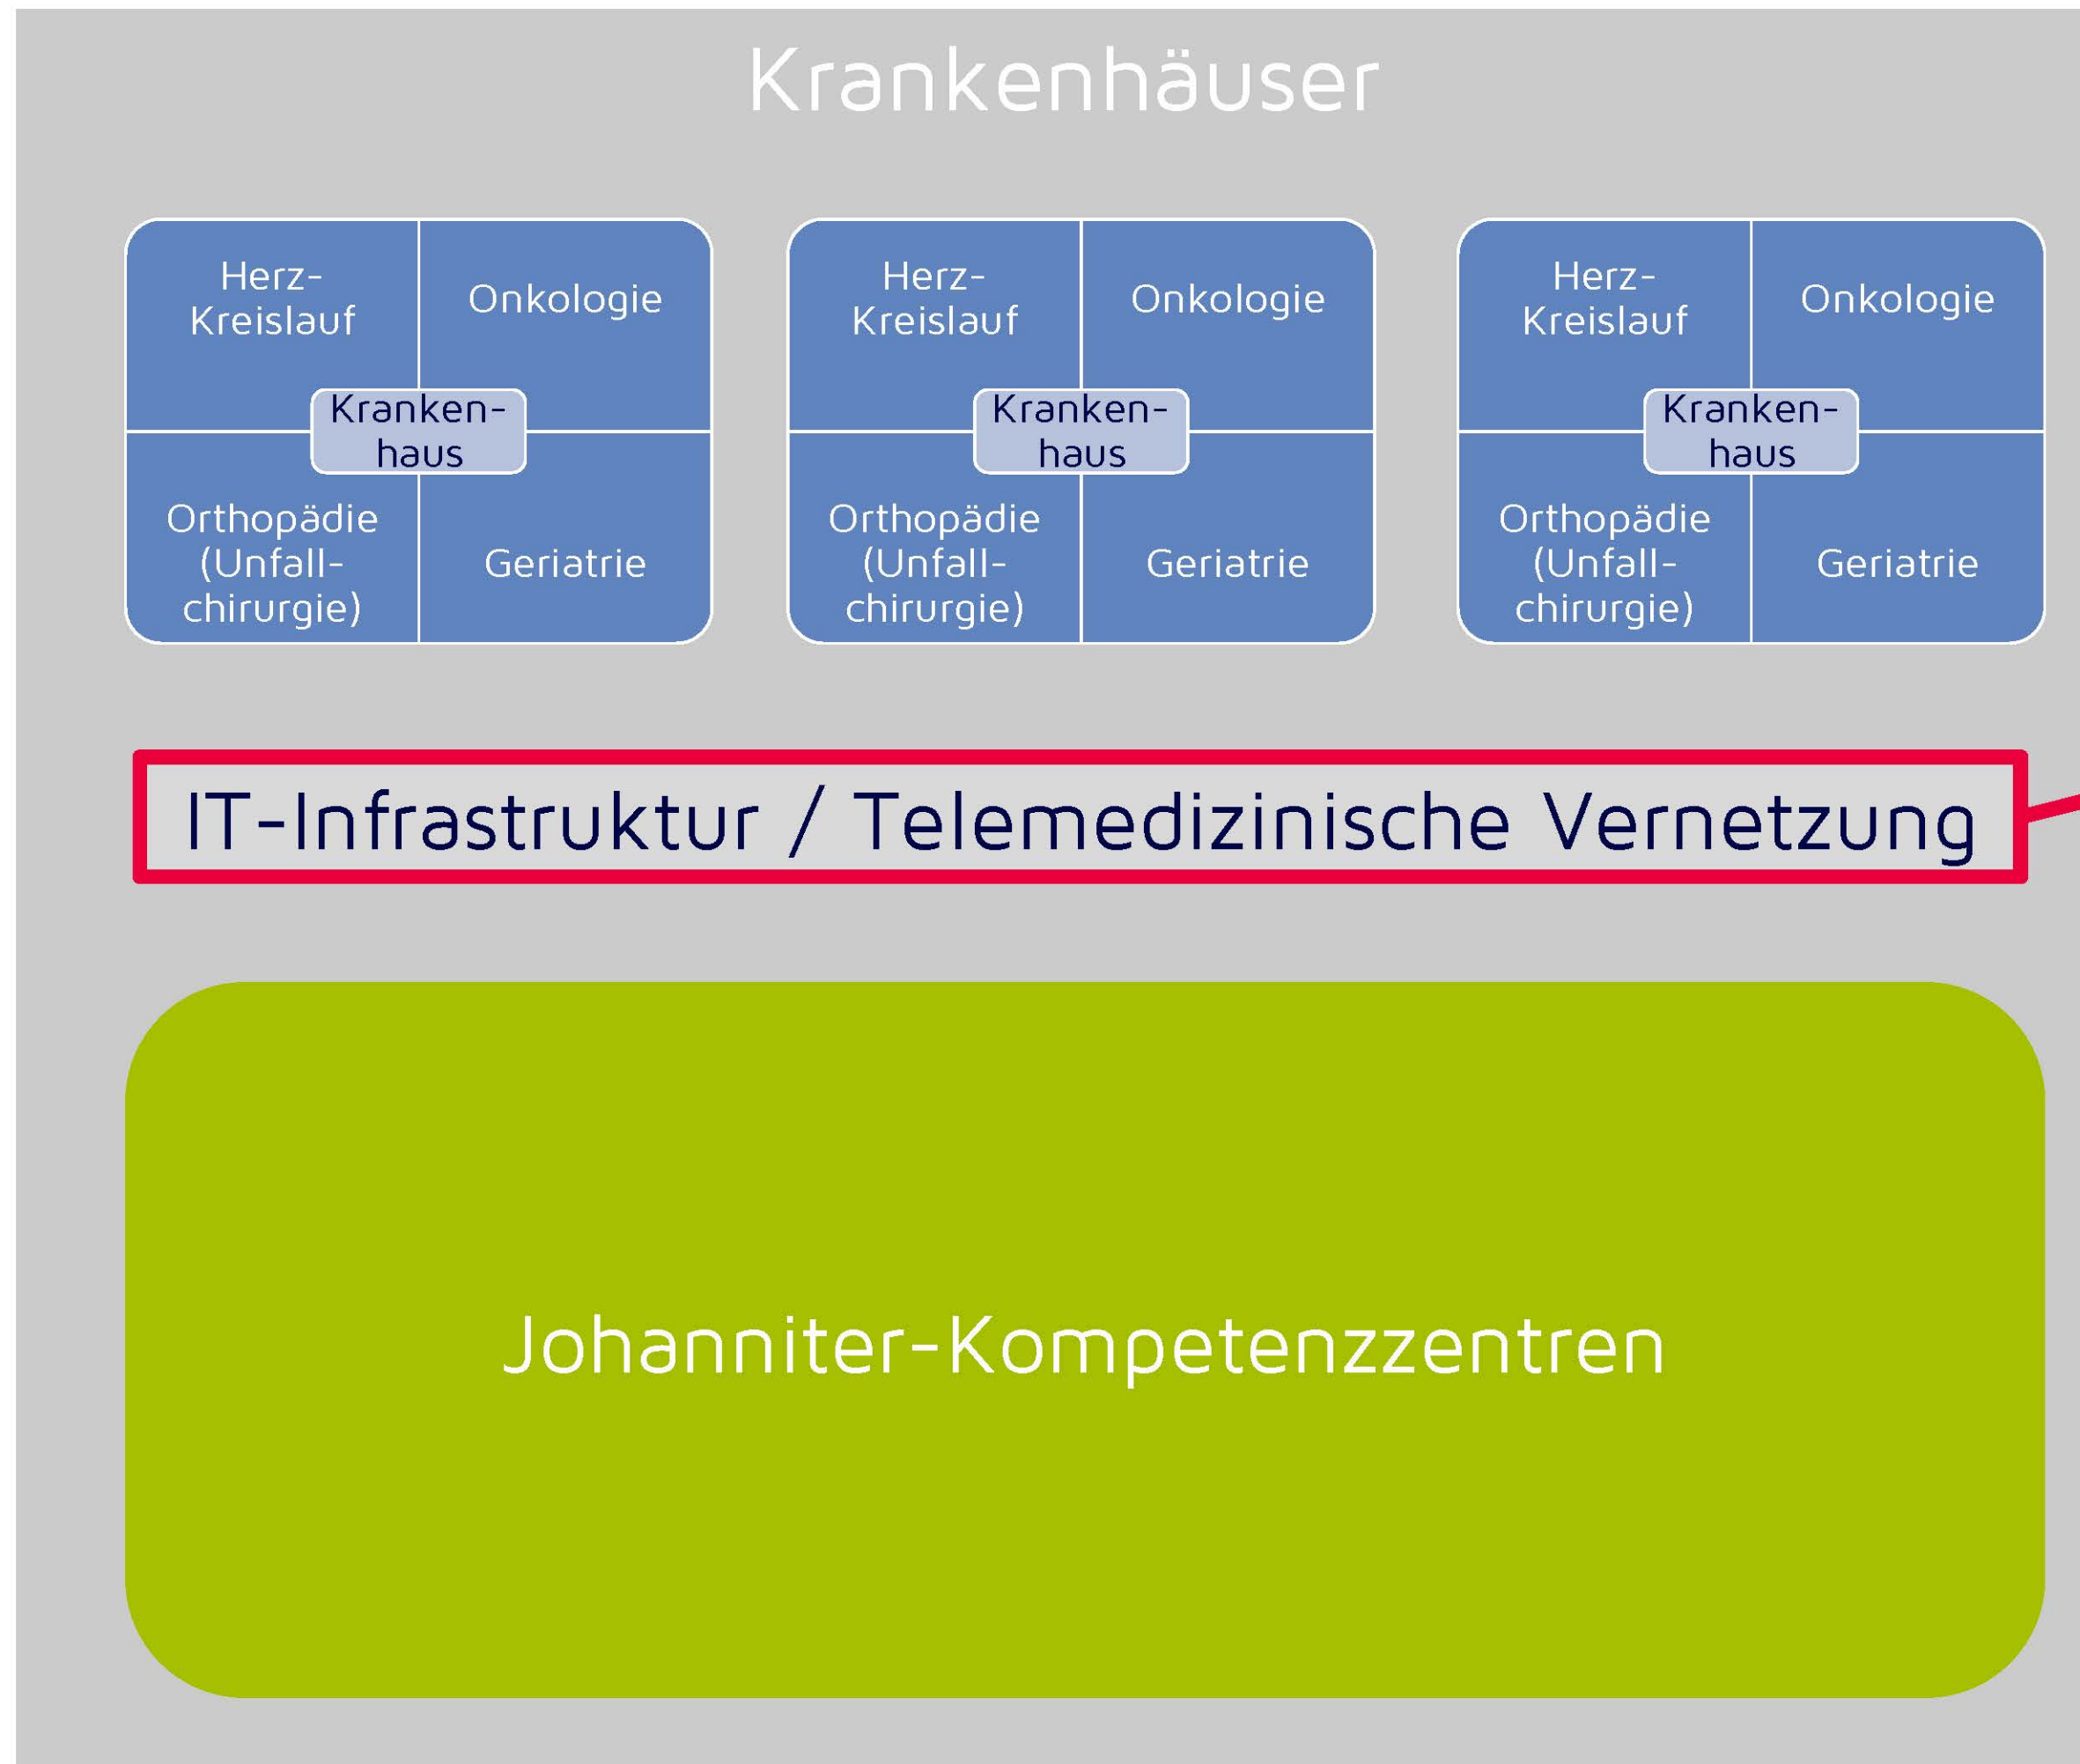 Krankenhäuser
Herz-
Kreislauf
Onkologie
Kranken-
haus
Orthopädie
(Unfall-
chirurgie)
Geriatrie
Herz-
Kreislauf
Onkologie
Kranken-
haus
Orthopädie
(Unfall-
chirurgie)
Geriatrie
Herz-
Kreislauf
Onkologie
Kranken-
haus
Orthopädie
(Unfall-
chirurgie)
Geriatrie
IT-Infrastruktur / Telemedizinische Vernetzung
Johanniter-Kompetenzzentren